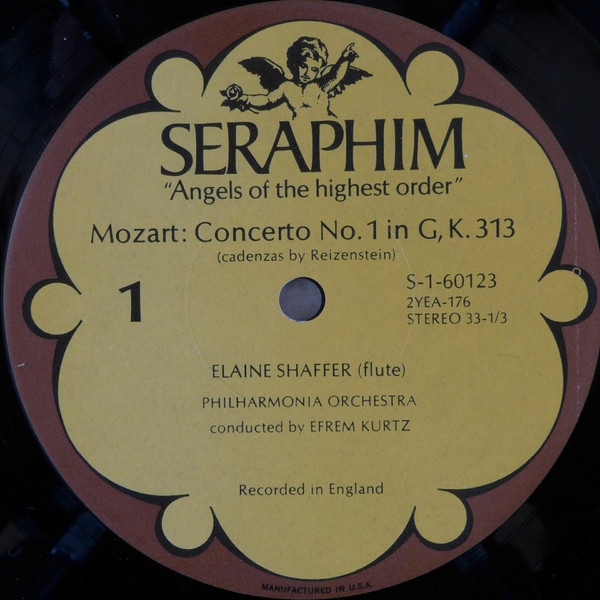 SERAPHIM
“Angels of the highest order”
Mozart: Concerto No. 1 in G, K. 313
(cadenzas by Reizenstein)
1
S-1-60123
2YEA-176
STEREO 33-1/3
ELAINE SHAFFER (flute)
PHILHARMONIA ORCHESTRA
conducted by EFREM KURTZ
Recorded in England
MANUFACTURED IN U.S.A.